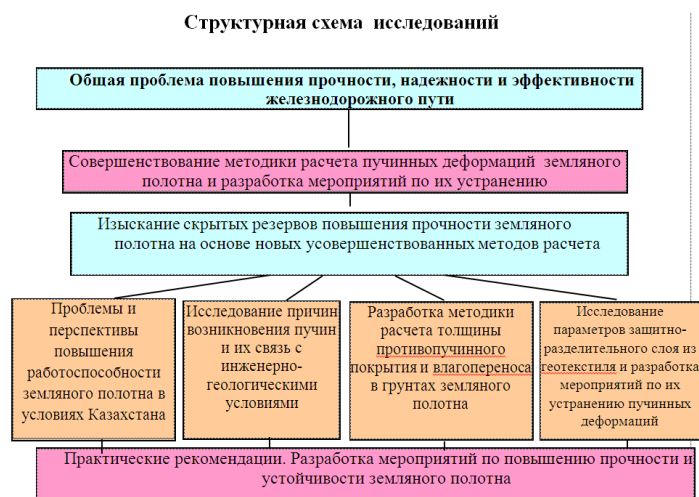 Структурная схема исследований
Общая проблема повышения прочности, надежности и эффективности
железнодорожного пути
Совершенствование методики расчета пучинных деформаций земляного
полотна и разработка мероприятий по их устранению
Изыскание скрытых резервов повышения прочности земляного
полотна на основе новых усовершенствованных методов расчета
Проблемы и
перспективы
повышения
работоспособности
земляного полотна в
условиях Казахстана
Исследование причин
возникновения пучин
и их связь с
инженерно-
геологическими
условиями
Разработка методики
расчета толщины
противопучинного
покрытия и влагопереноса
в грунтах земляного
полотна
Исследование
параметров защитно-
разделительного слоя из
геотекстиля и разработка
мероприятий по их
устранению пучинных
деформаций
Практические рекомендации. Разработка мероприятий по повышению прочности и
устойчивости земляного полотна